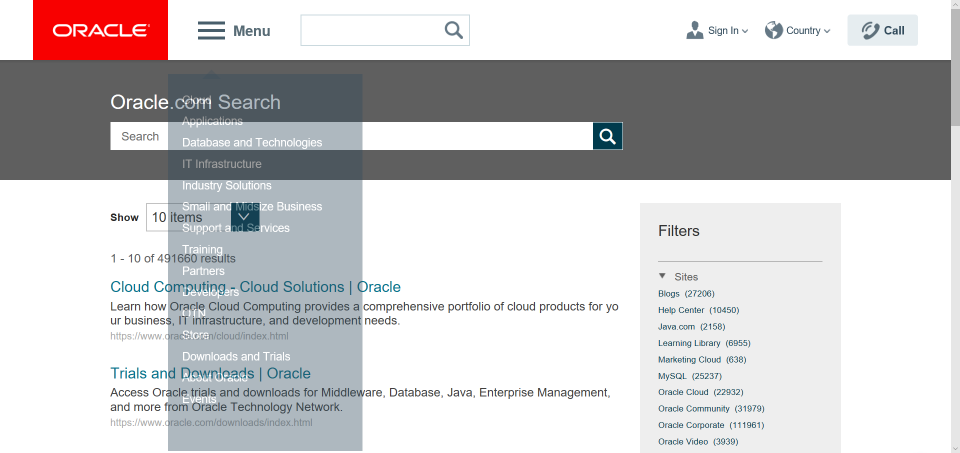 ORACLE
Menu
Sign In
Country
Call
Oracle.com Search
Search
Cloud
Applications
Database and Technologies
IT Infrastructure
Industry Solutions
Small and Midsize Business
Support and Services
Training
Partners
Developers
OTN
Store
Downloads and Trials
About Oracle
Events
Show
10 items
1 - 10 of 491660 results
Cloud Computing - Cloud Solutions | Oracle
Learn how Oracle Cloud Computing provides a comprehensive portfolio of cloud products for yo
ur business, IT infrastructure, and development needs.
https://www.oracle.com/cloud/index.html
Trials and Downloads | Oracle
Access Oracle trials and downloads for Middleware, Database, Java, Enterprise Management,
and more from Oracle Technology Network.
https://www.oracle.com/downloads/index.html
Filters
Sites
Blogs (27206)
Help Center (10450)
Java.com (2158)
Learning Library (6955)
Marketing Cloud (638)
MySQL (25237)
Oracle Cloud (22932)
Oracle Community (31979)
Oracle Corporate (111961)
Oracle Video (3939)